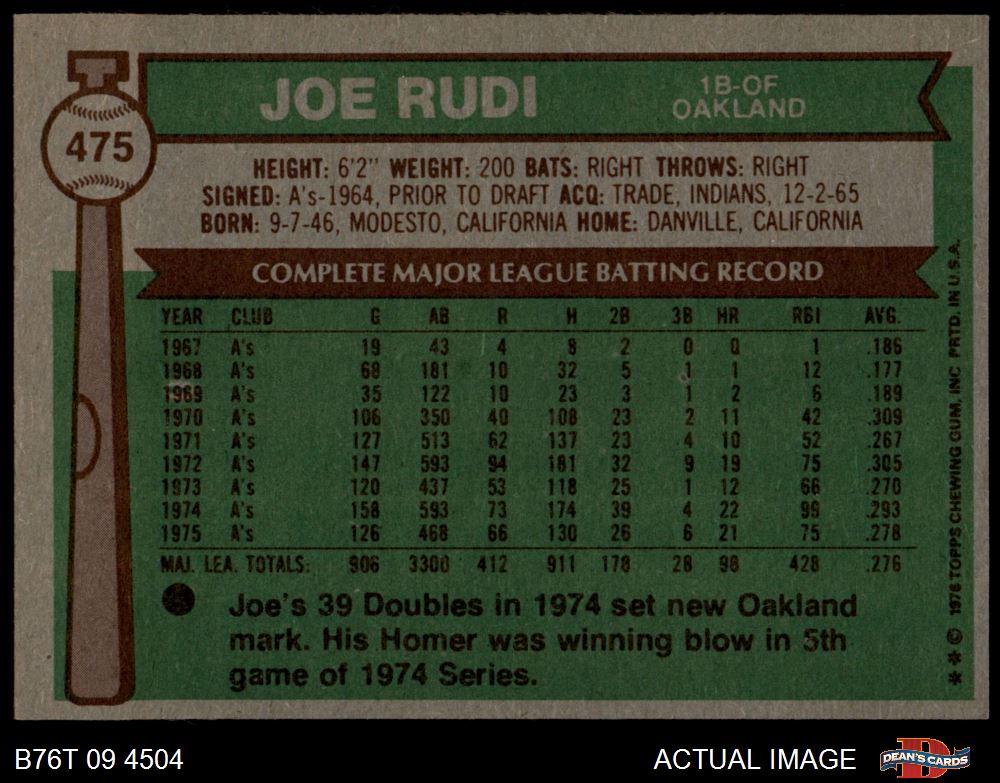 JOE RUDI
1B-OF
OAKLAND
475
HEIGHT: 6'2" WEIGHT: 200 BATS: RIGHT THROWS: RIGHT
SIGNED: A's-1964, PRIOR TO DRAFT ACQ: TRADE, INDIANS, 12-2-65
BORN: 9-7-46, MODESTO, CALIFORNIA HOME: DANVILLE, CALIFORNIA
COMPLETE MAJOR LEAGUE BATTING RECORD
YEAR CLUB G AB R H 2B 3B HR RBI AVG.
1967 A's 19 43 4 8 2 0 0 1 .186
1968 A's 68 181 10 32 5 1 1 12 .177
1969 A's 35 122 10 23 3 1 2 6 .189
1970 A's 106 350 40 108 23 2 11 42 .309
1971 A's 127 513 62 137 23 4 10 52 .267
1972 A's 147 593 94 181 32 9 19 75 .305
1973 A's 120 437 53 118 25 1 12 66 .270
1974 A's 158 593 73 174 39 4 22 99 .293
1975 A's 126 468 66 130 26 6 21 75 .278
MAJ. LEA. TOTALS: 906 3300 412 911 178 28 98 428 .276
Joe's 39 Doubles in 1974 set new Oakland
mark. His Homer was winning blow in 5th
game of 1974 Series.
*** © 1976 TOPPS CHEWING GUM, INC PRTD. IN U.S.A.
B76T 09 4504
ACTUAL IMAGE
D
DEAN'S CARDS